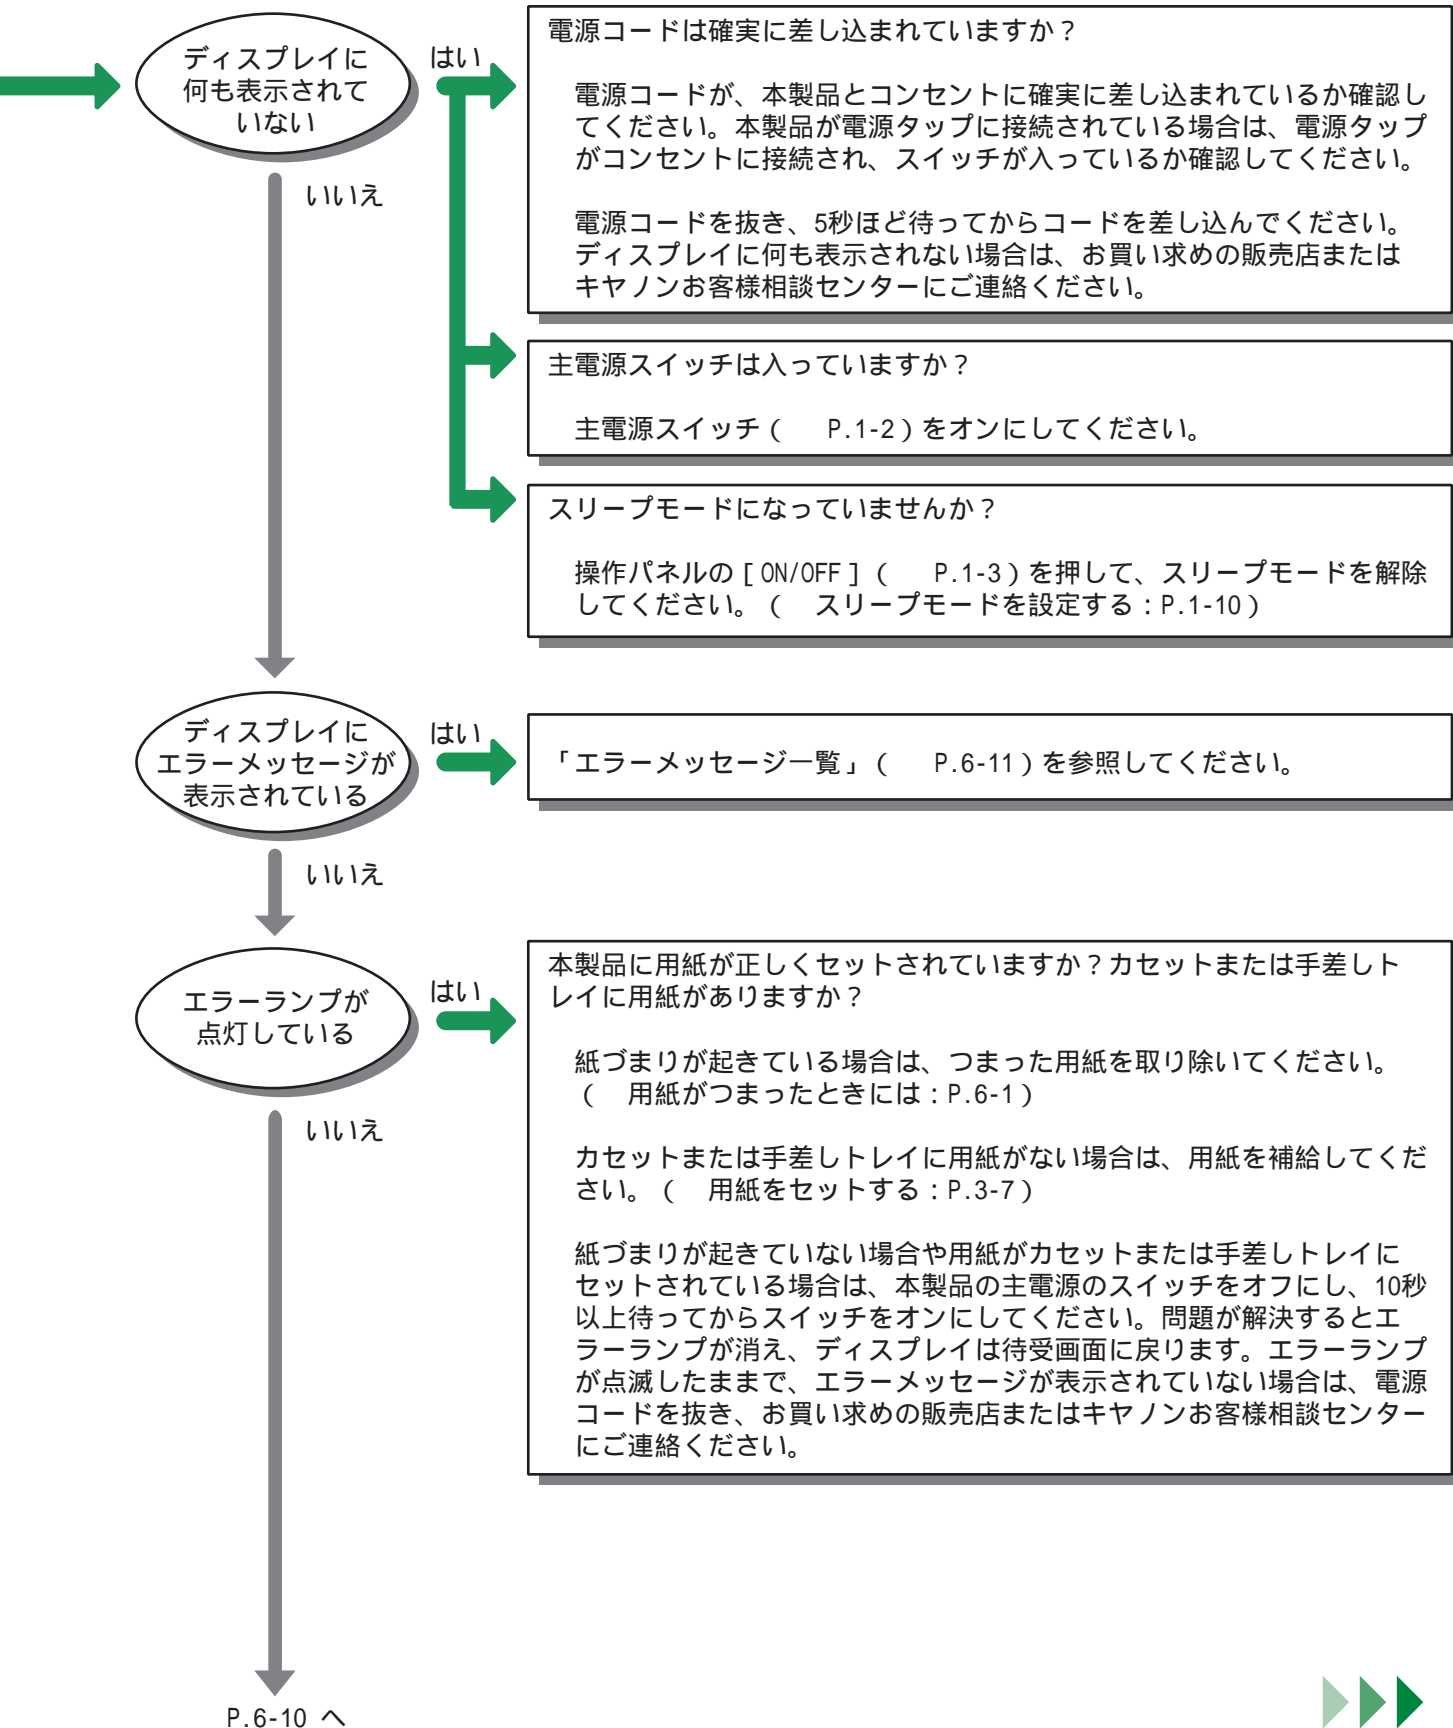 ディスプレイに
何も表示されて
いない
はい
電源コードは確実に差し込まれていますか？
電源コードが、本製品とコンセントに確実に差し込まれているか確認し
てください。本製品が電源タップに接続されている場合は、電源タップ
がコンセントに接続され、スイッチが入っているか確認してください。
電源コードを抜き、5秒ほど待ってからコードを差し込んでください。
ディスプレイに何も表示されない場合は、お買い求めの販売店または
キヤノンお客様相談センターにご連絡ください。
いいえ
主電源スイッチは入っていますか？
主電源スイッチ（　P.1-2）をオンにしてください。
スリープモードになっていませんか？
操作パネルの［ON/OFF］（　P.1-3）を押して、スリープモードを解除
してください。（　スリープモードを設定する：P.1-10）
ディスプレイに
エラーメッセージが
表示されている
はい
「エラーメッセージ一覧」（　P.6-11）を参照してください。
いいえ
エラーランプが
点灯している
はい
本製品に用紙が正しくセットされていますか？カセットまたは手差しト
レイに用紙がありますか？
紙づまりが起きている場合は、つまった用紙を取り除いてください。
（　用紙がつまったときには：P.6-1）
カセットまたは手差しトレイに用紙がない場合は、用紙を補給してくだ
さい。（　用紙をセットする：P.3-7）
紙づまりが起きていない場合や用紙がカセットまたは手差しトレイに
セットされている場合は、本製品の主電源のスイッチをオフにし、10秒
以上待ってからスイッチをオンにしてください。問題が解決するとエ
ラーランプが消え、ディスプレイは待受画面に戻ります。エラーランプ
が点滅したままで、エラーメッセージが表示されていない場合は、電源
コードを抜き、お買い求めの販売店またはキヤノンお客様相談センター
にご連絡ください。
いいえ
P.6-10 へ